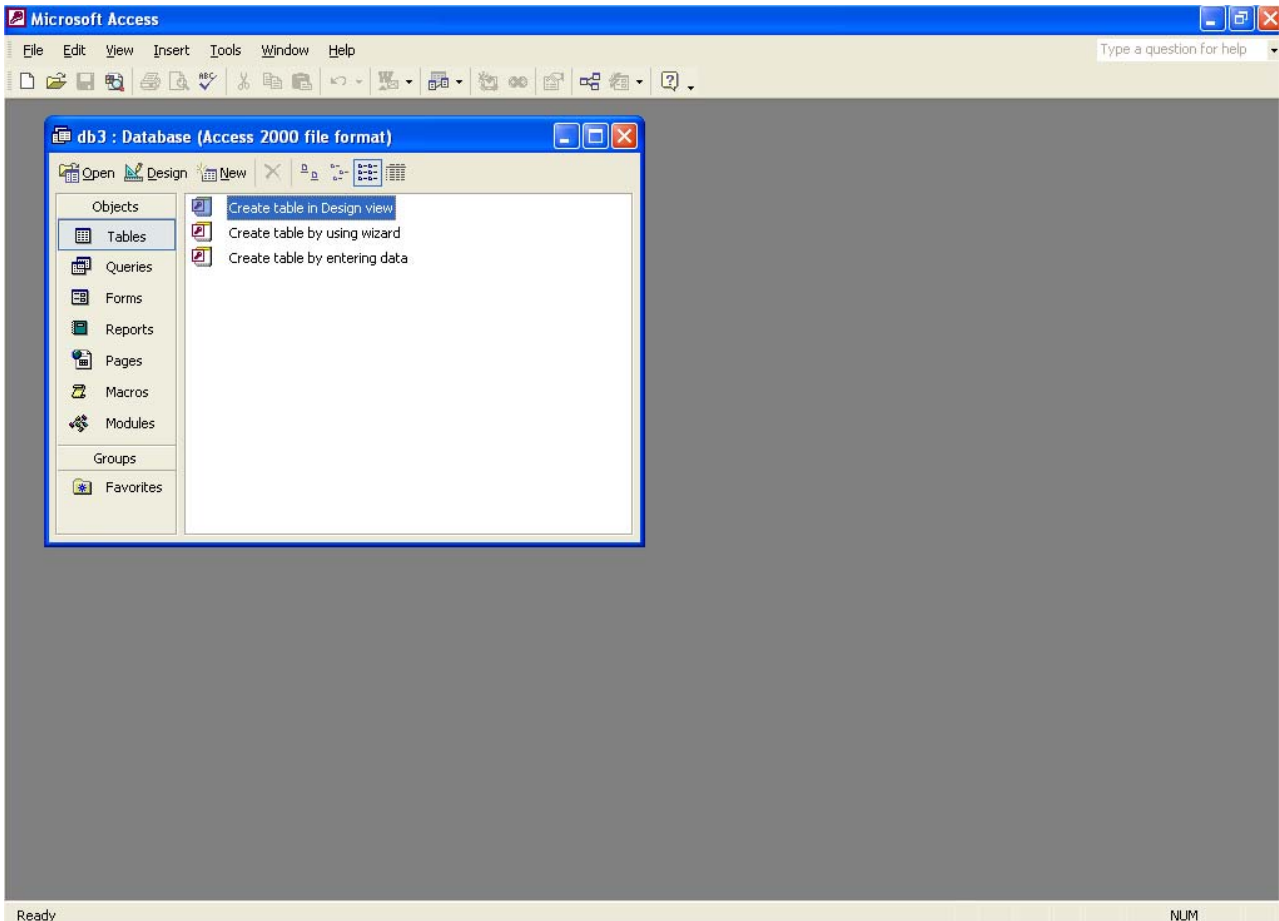 Microsoft Access
File Edit View Insert Tools Window Help Type a question for help
db3 : Database (Access 2000 file format)
Open Design New
Objects
Tables
Queries
Forms
Reports
Pages
Macros
Modules
Groups
Favorites
Create table in Design view
Create table by using wizard
Create table by entering data
Ready NUM